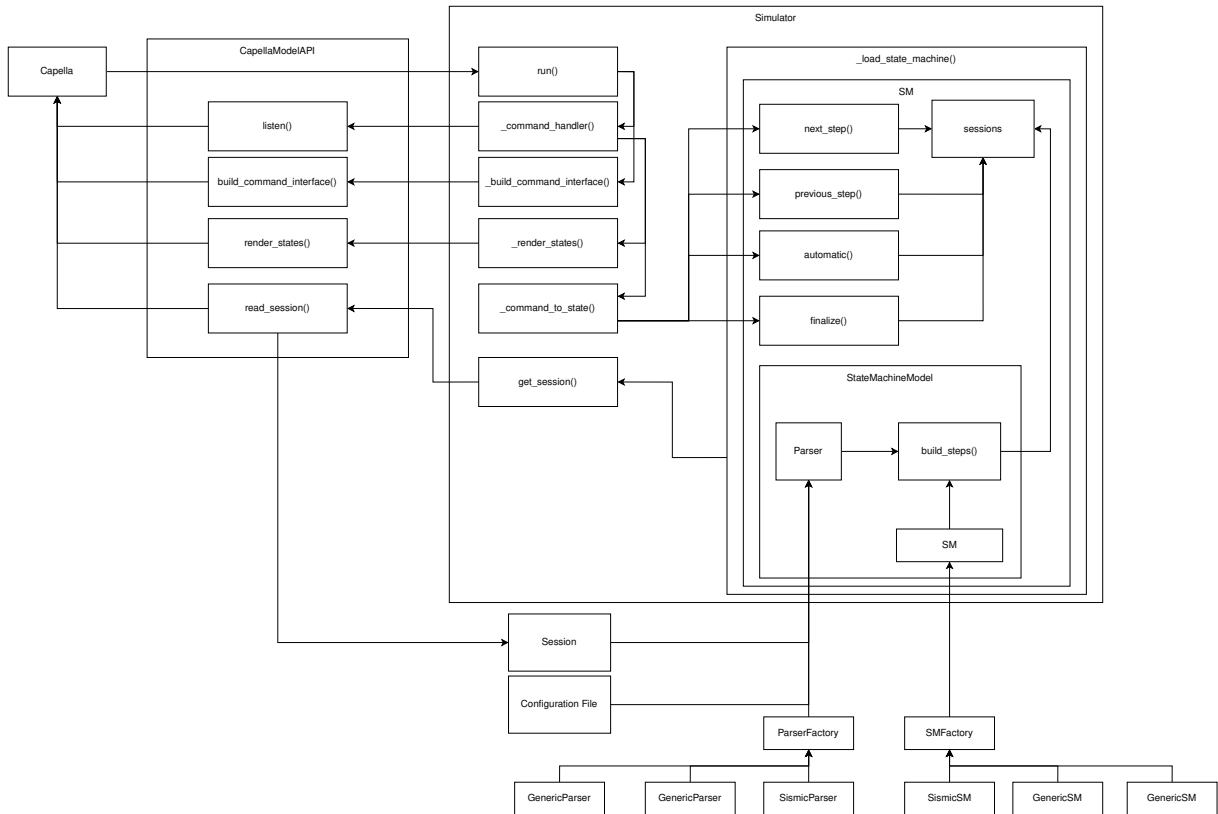 Simulator
CapellaModelAPI
Capella
run()
_load_state_machine()
SM
listen()
_command_handler()
next_step()
sessions
build_command_interface()
_build_command_interface()
previous_step()
render_states()
_render_states()
automatic()
read_session()
_command_to_state()
finalize()
get_session()
StateMachineModel
Parser
build_steps()
SM
Session
Configuration File
ParserFactory
SMFactory
GenericParser
GenericParser
SismicParser
SismicSM
GenericSM
GenericSM